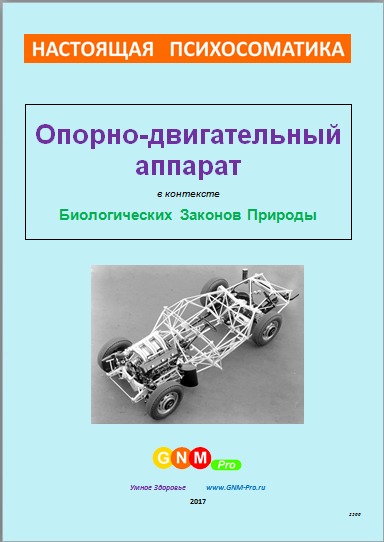 НАСТОЯЩАЯ ПСИХОСОМАТИКА
Опорно-двигательный
аппарат
в контексте
Биологических Законов Природы
GNM Pro
Умное Здоровье www.GNM-Pro.ru
2017